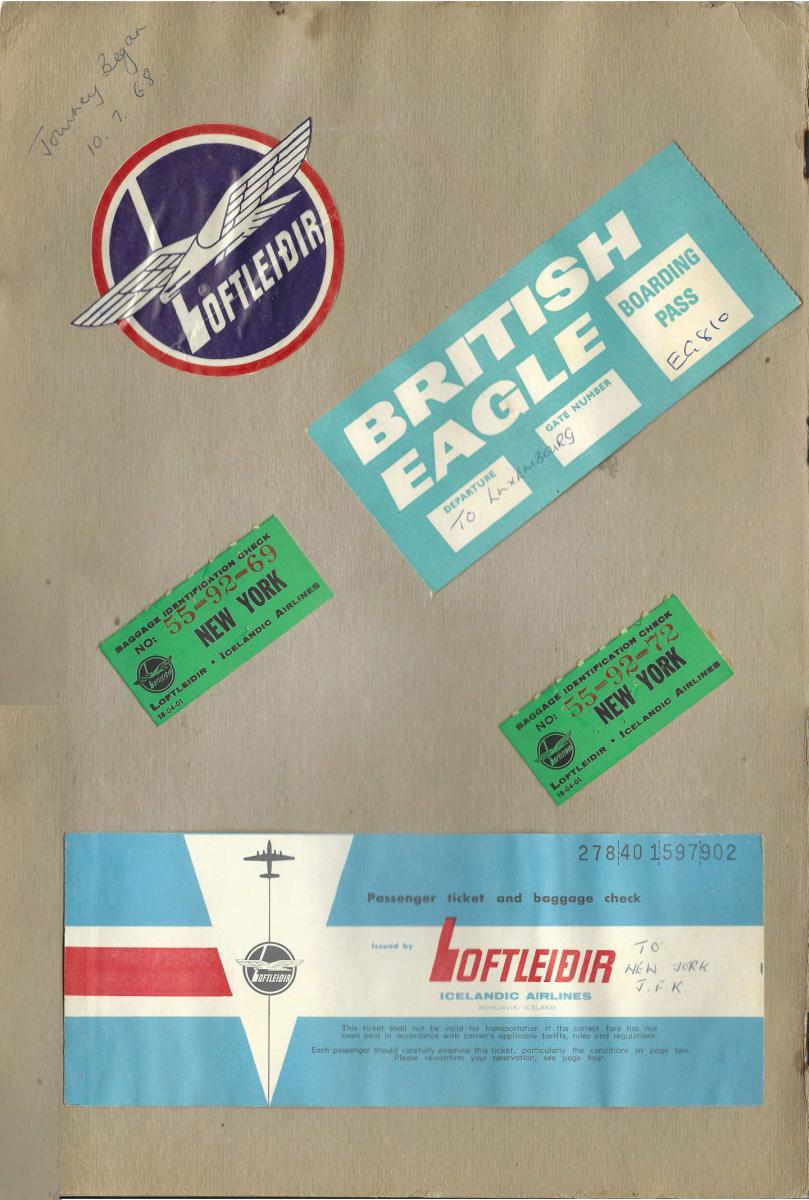 Journey Began
10.7.68
LOFTLEIÐIR
BRITISH
EAGLE
BOARDING
PASS
EG810
DEPARTURE
GATE NUMBER
TO LUXEMBOURG
BAGGAGE IDENTIFICATION CHECK
NO: 55-92-69
NEW YORK
LOFTLEIDIR
LOFTLEIDIR • ICELANDIC AIRLINES
18-04-01
BAGGAGE IDENTIFICATION CHECK
NO: 55-92-72
NEW YORK
LOFTLEIDIR
LOFTLEIDIR • ICELANDIC AIRLINES
18-04-01
278 40 1597902
Passenger ticket and baggage check
Issued by
LOFTLEIÐIR
ICELANDIC AIRLINES
REYKJAVIK, ICELAND
TO
NEW YORK
J.F.K.
LOFTLEIDIR
This ticket shall not be valid for transportation if the correct fare has not
been paid in accordance with carrier's applicable tariffs, rules and regulations.
Each passenger should carefully examine this ticket, particularly the conditions on page two.
Please re-confirm your reservation, see page four.